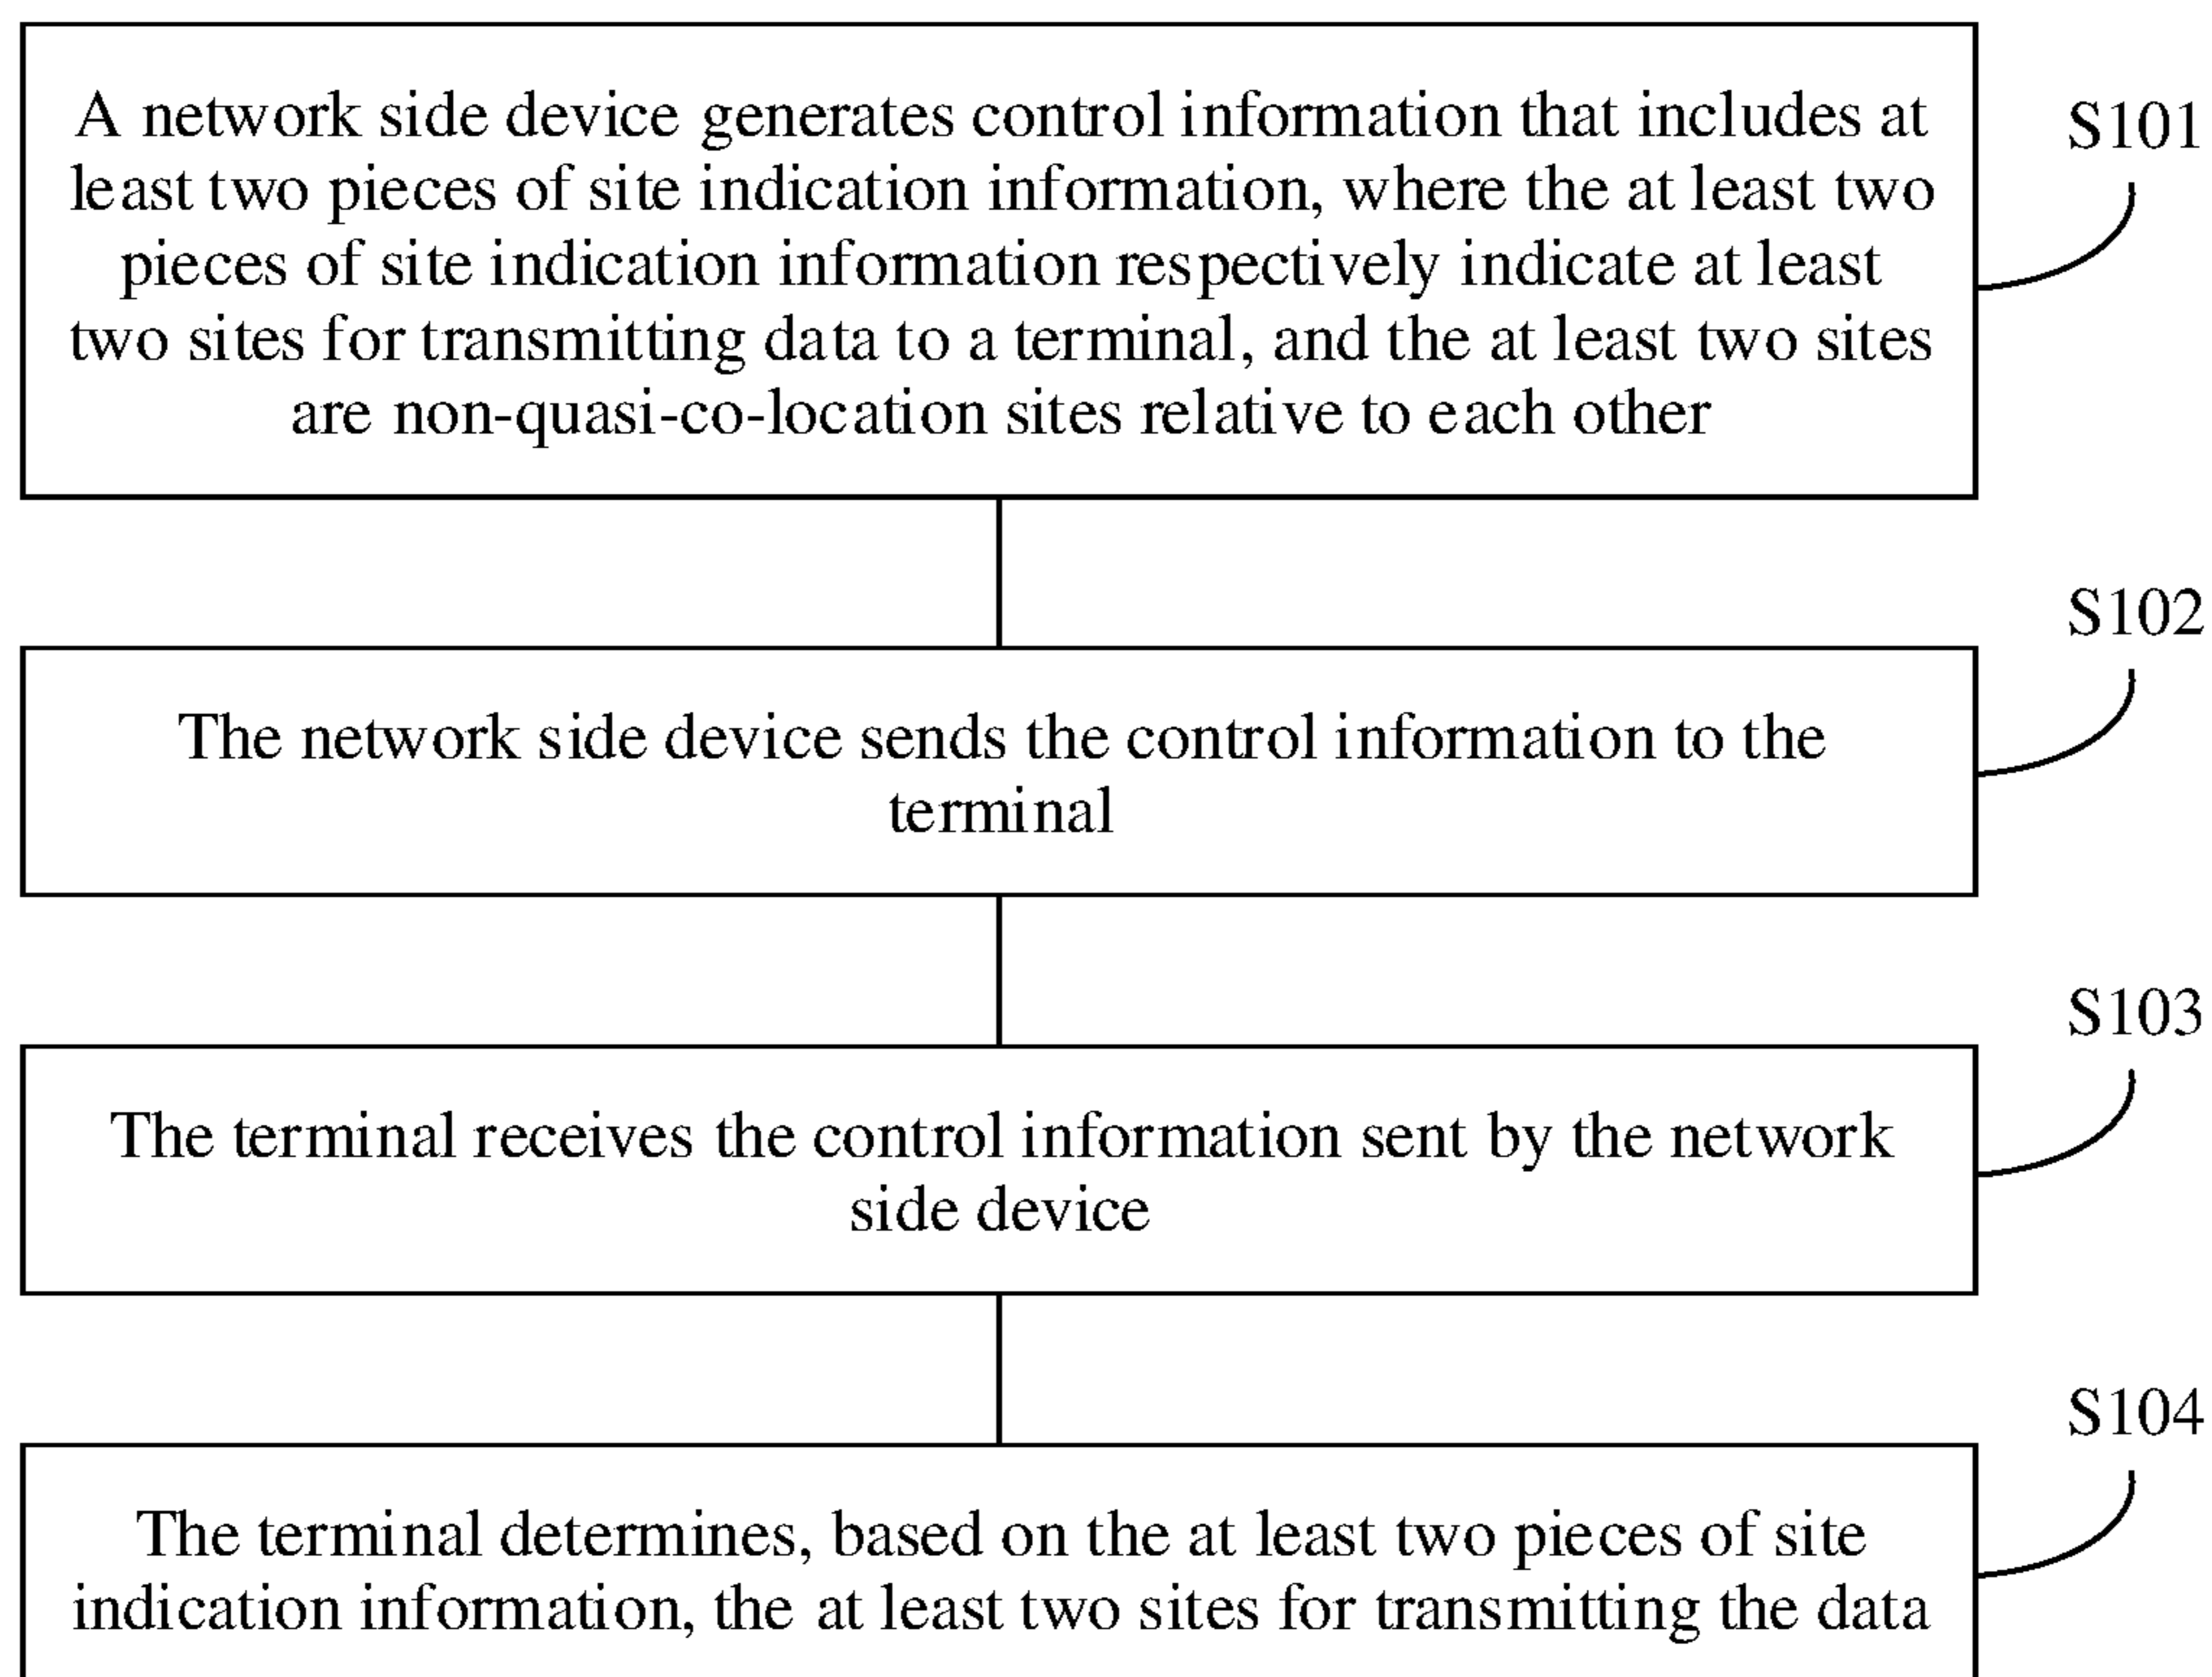 A network side device generates control information that includes at
least two pieces of site indication information, where the at least two
pieces of site indication information respectively indicate at least
two sites for transmitting data to a terminal, and the at least two sites
are non-quasi-co-location sites relative to each other
S101
S102
The network side device sends the control information to the
terminal
S103
The terminal receives the control information sent by the network
side device
S104
The terminal determines, based on the at least two pieces of site
indication information, the at least two sites for transmitting the data